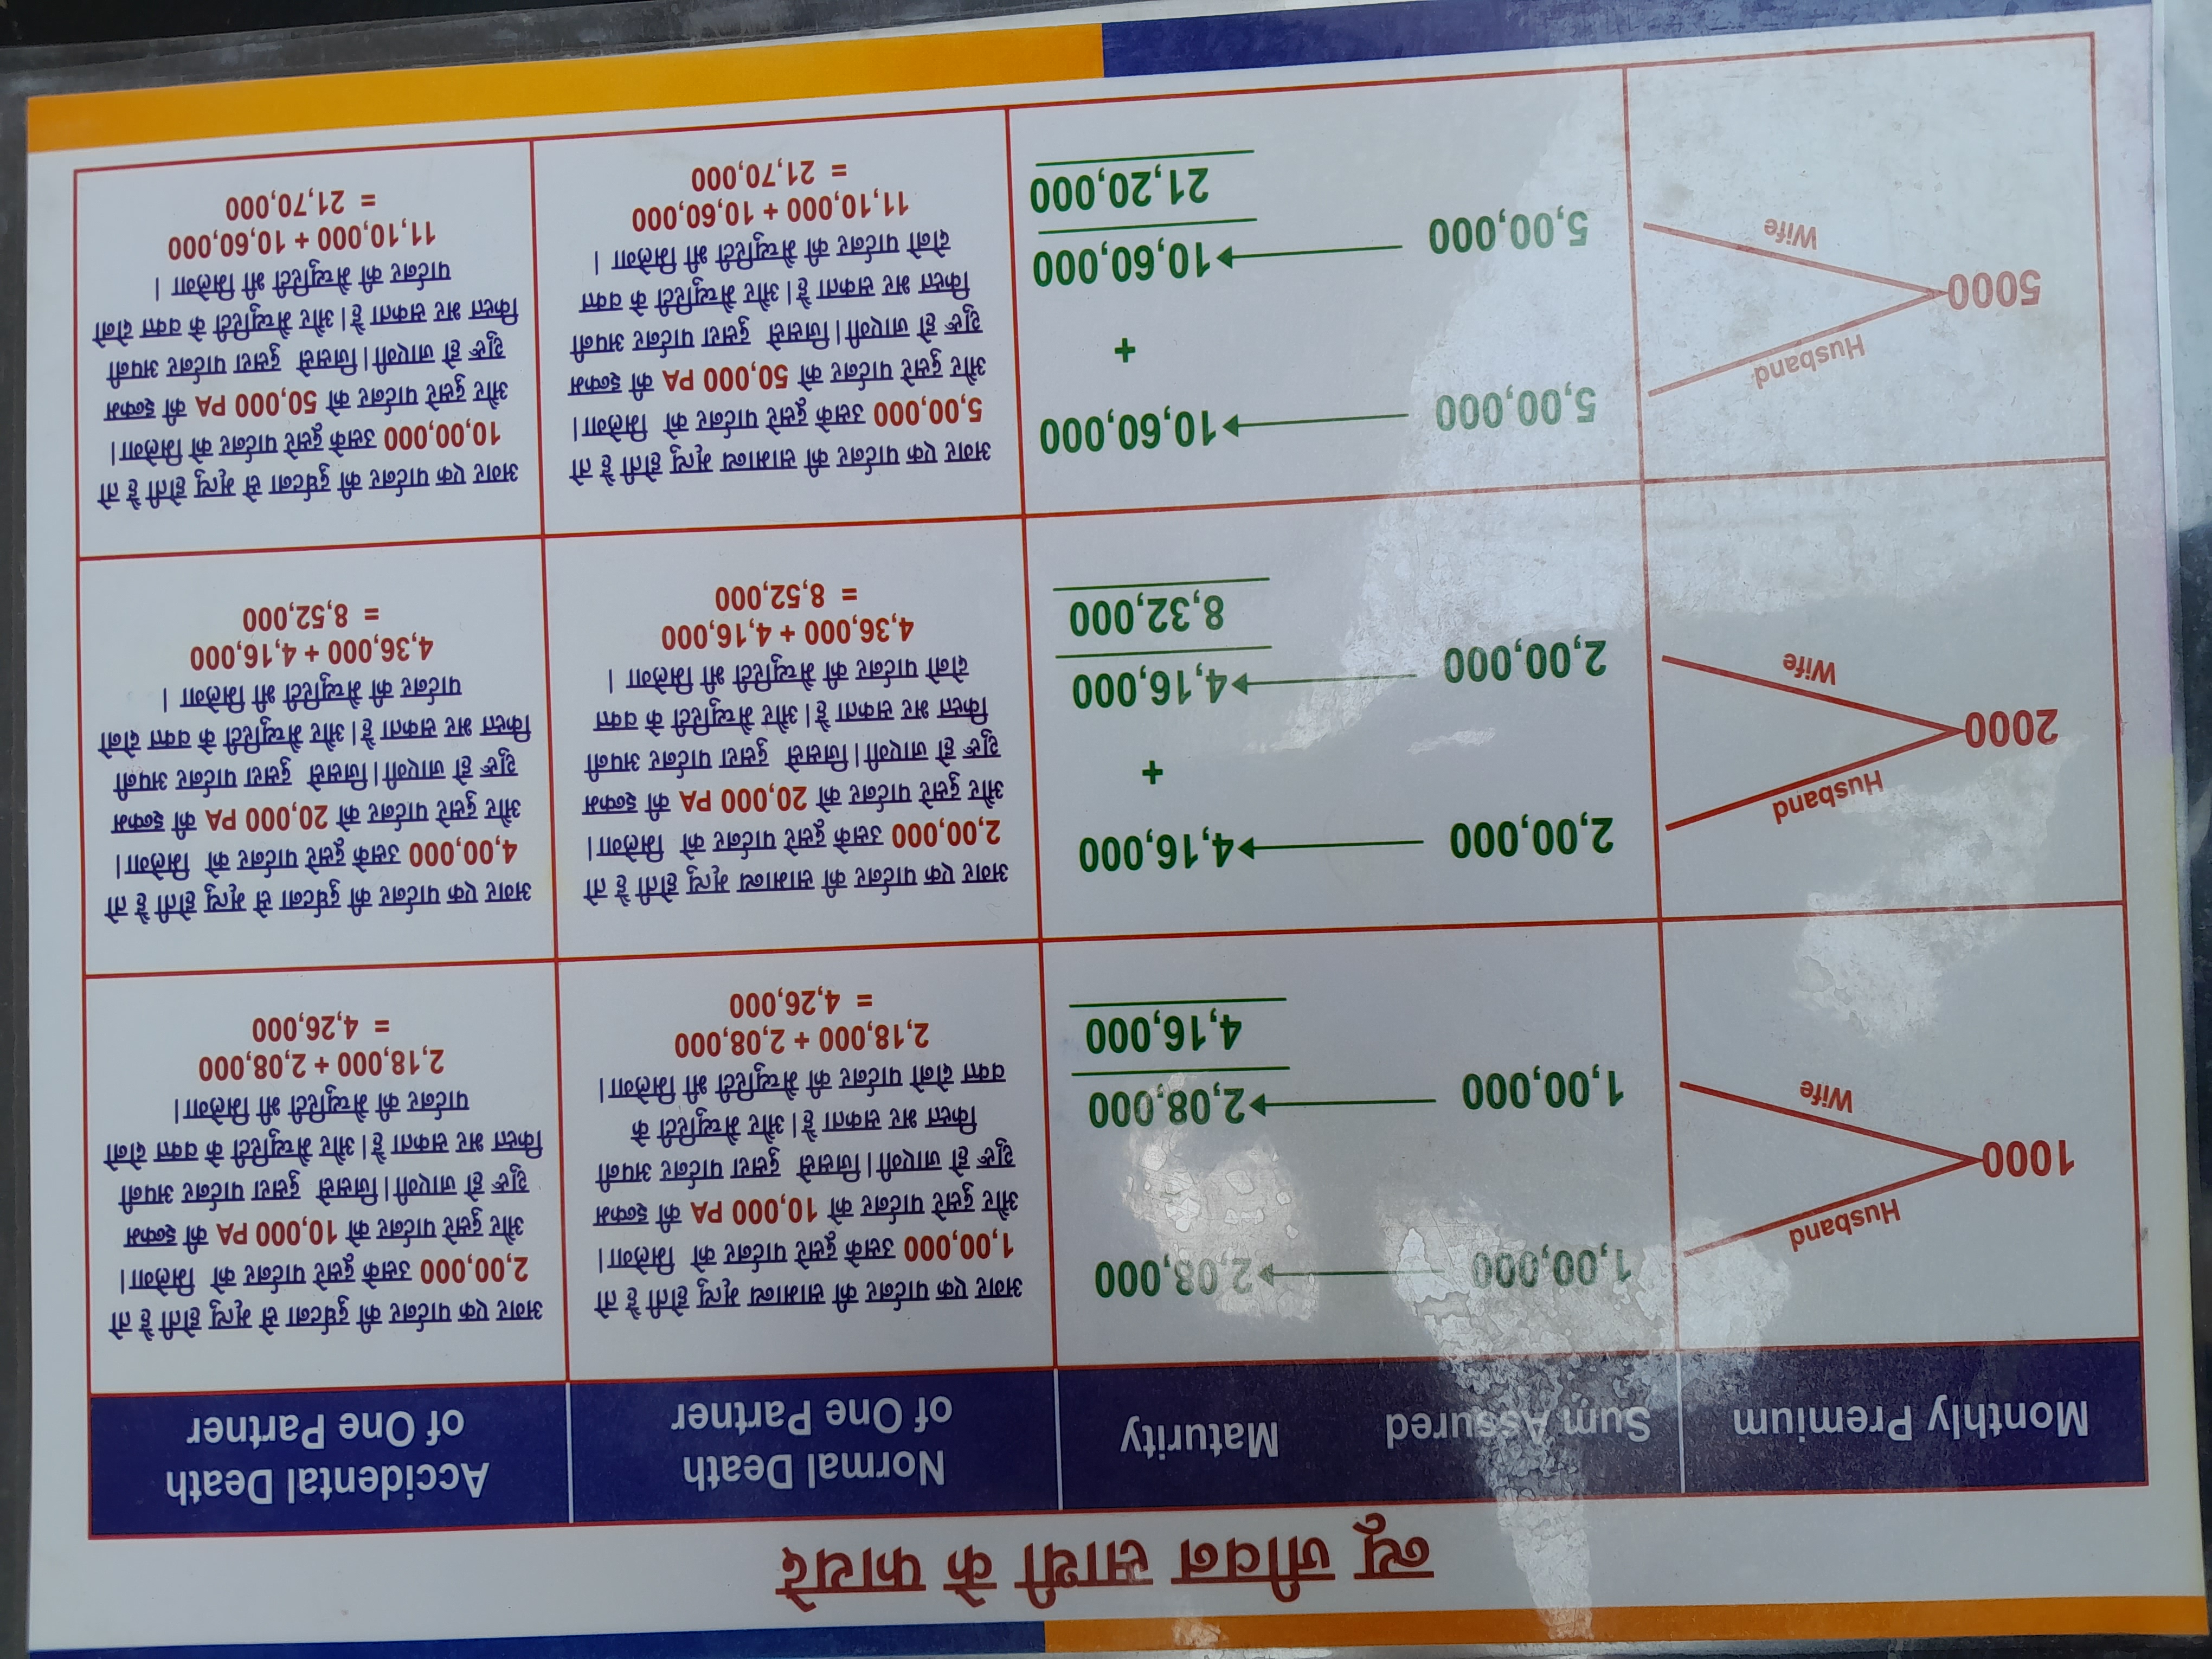 न्यू जीवन साथी के फायदे
Monthly Premium
Sum Assured
Maturity
Normal Death
of One Partner
Accidental Death
of One Partner
1000
Husband
Wife
1,00,000
2,08,000
1,00,000
2,08,000
4,16,000
अगर एक पार्टनर की सामान्य मृत्यु होती है तो
1,00,000 उसके दूसरे पार्टनर को मिलेगा।
और दुसरे पार्टनर को 10,000 PA की इन्कम
शुरू हो जाएगी। जिससे दुसरा पार्टनर अपनी
किस्त भर सकता है। और मैच्युरिटी के
वक्त दोनो पार्टनर की मैच्युरिटी भी मिलेगा।
2,18,000 + 2,08,000
= 4,26,000
अगर एक पार्टनर की दुर्घटना से मृत्यु होती है तो
2,00,000 उसके दूसरे पार्टनर को मिलेगा।
और दुसरे पार्टनर को 10,000 PA की इन्कम
शुरू हो जाएगी। जिससे दुसरा पार्टनर अपनी
किस्त भर सकता है। और मैच्युरिटी के वक्त दोनो
पार्टनर की मैच्युरिटी भी मिलेगा।
2,18,000 + 2,08,000
= 4,26,000
2000
Husband
Wife
2,00,000
4,16,000
+
2,00,000
4,16,000
8,32,000
अगर एक पार्टनर की सामान्य मृत्यु होती है तो
2,00,000 उसके दूसरे पार्टनर को मिलेगा।
और दुसरे पार्टनर को 20,000 PA की इन्कम
शुरू हो जाएगी। जिससे दुसरा पार्टनर अपनी
किस्त भर सकता है। और मैच्युरिटी के वक्त
दोनो पार्टनर की मैच्युरिटी भी मिलेगा ।
4,36,000 + 4,16,000
= 8,52,000
अगर एक पार्टनर की दुर्घटना से मृत्यु होती है तो
4,00,000 उसके दूसरे पार्टनर को मिलेगा।
और दुसरे पार्टनर को 20,000 PA की इन्कम
शुरू हो जाएगी। जिससे दुसरा पार्टनर अपनी
किस्त भर सकता है। और मैच्युरिटी के वक्त दोनो
पार्टनर की मैच्युरिटी भी मिलेगा ।
4,36,000 + 4,16,000
= 8,52,000
5000
Husband
Wife
5,00,000
10,60,000
+
5,00,000
10,60,000
21,20,000
अगर एक पार्टनर की सामान्य मृत्यु होती है तो
5,00,000 उसके दूसरे पार्टनर को मिलेगा।
और दुसरे पार्टनर को 50,000 PA की इन्कम
शुरू हो जाएगी। जिससे दुसरा पार्टनर अपनी
किस्त भर सकता है। और मैच्युरिटी के वक्त
दोनो पार्टनर की मैच्युरिटी भी मिलेगा ।
11,10,000 + 10,60,000
= 21,70,000
अगर एक पार्टनर की दुर्घटना से मृत्यु होती है तो
10,00,000 उसके दूसरे पार्टनर को मिलेगा।
और दुसरे पार्टनर को 50,000 PA की इन्कम
शुरू हो जाएगी। जिससे दुसरा पार्टनर अपनी
किस्त भर सकता है। और मैच्युरिटी के वक्त दोनो
पार्टनर की मैच्युरिटी भी मिलेगा ।
11,10,000 + 10,60,000
= 21,70,000